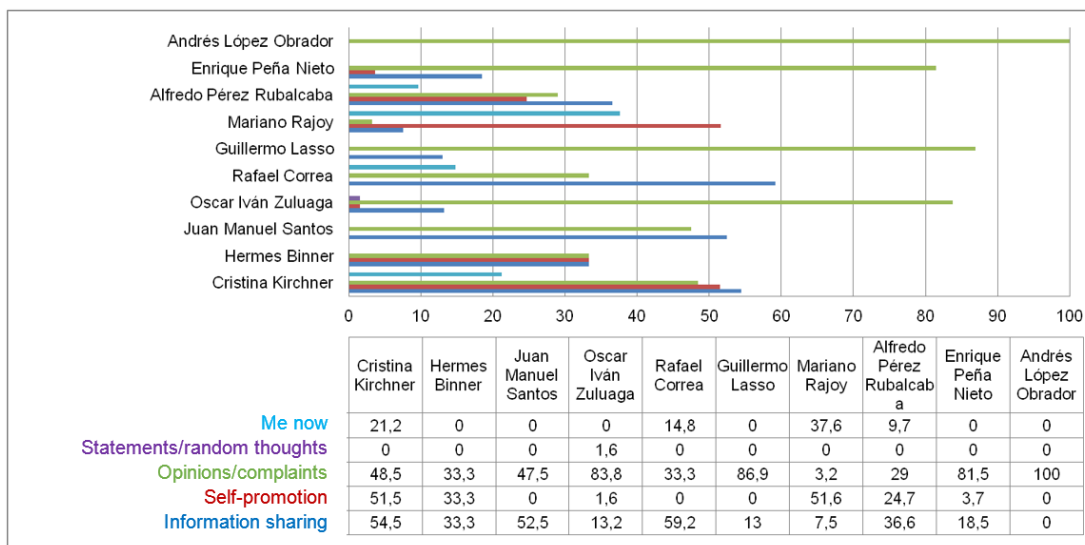 Andrés López Obrador
Enrique Peña Nieto
Alfredo Pérez Rubalcaba
Mariano Rajoy
Guillermo Lasso
Rafael Correa
Oscar Iván Zuluaga
Juan Manuel Santos
Hermes Binner
Cristina Kirchner
0 10 20 30 40 50 60 70 80 90 100
Cristina Kirchner Hermes Binner Juan Manuel Santos Oscar Iván Zuluaga Rafael Correa Guillermo Lasso Mariano Rajoy Alfredo Pérez Rubalcaba Enrique Peña Nieto Andrés López Obrador
Me now 21,2 0 0 0 14,8 0 37,6 9,7 0 0
Statements/random thoughts 0 0 0 1,6 0 0 0 0 0 0
Opinions/complaints 48,5 33,3 47,5 83,8 33,3 86,9 3,2 29 81,5 100
Self-promotion 51,5 33,3 0 1,6 0 0 51,6 24,7 3,7 0
Information sharing 54,5 33,3 52,5 13,2 59,2 13 7,5 36,6 18,5 0